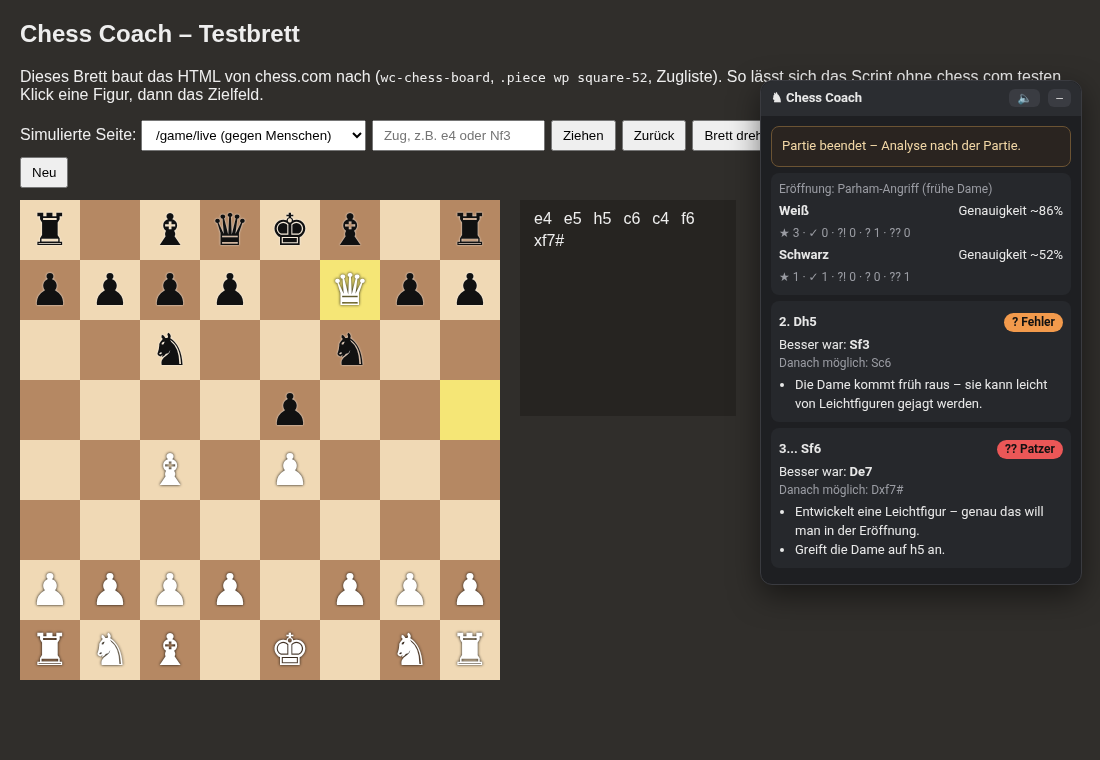 Chess Coach – Testbrett
Dieses Brett baut das HTML von chess.com nach (wc-chess-board, .piece wp square-52, Zugliste). So lässt sich das Script ohne chess.com testen.
Klick eine Figur, dann das Zielfeld.
Simulierte Seite: /game/live (gegen Menschen) Zug, z.B. e4 oder Nf3 Ziehen Zurück Brett dreh
Neu
e4 e5 h5 c6 c4 f6
xf7#
Chess Coach –
Partie beendet – Analyse nach der Partie.
Eröffnung: Parham-Angriff (frühe Dame)
Weiß Genauigkeit ~86%
★ 3 · ✓ 0 · ?! 0 · ? 1 · ?? 0
Schwarz Genauigkeit ~52%
★ 1 · ✓ 1 · ?! 0 · ? 0 · ?? 1
2. Dh5 ? Fehler
Besser war: Sf3
Danach möglich: Sc6
• Die Dame kommt früh raus – sie kann leicht
von Leichtfiguren gejagt werden.
3... Sf6 ?? Patzer
Besser war: De7
Danach möglich: Dxf7#
• Entwickelt eine Leichtfigur – genau das will
man in der Eröffnung.
• Greift die Dame auf h5 an.